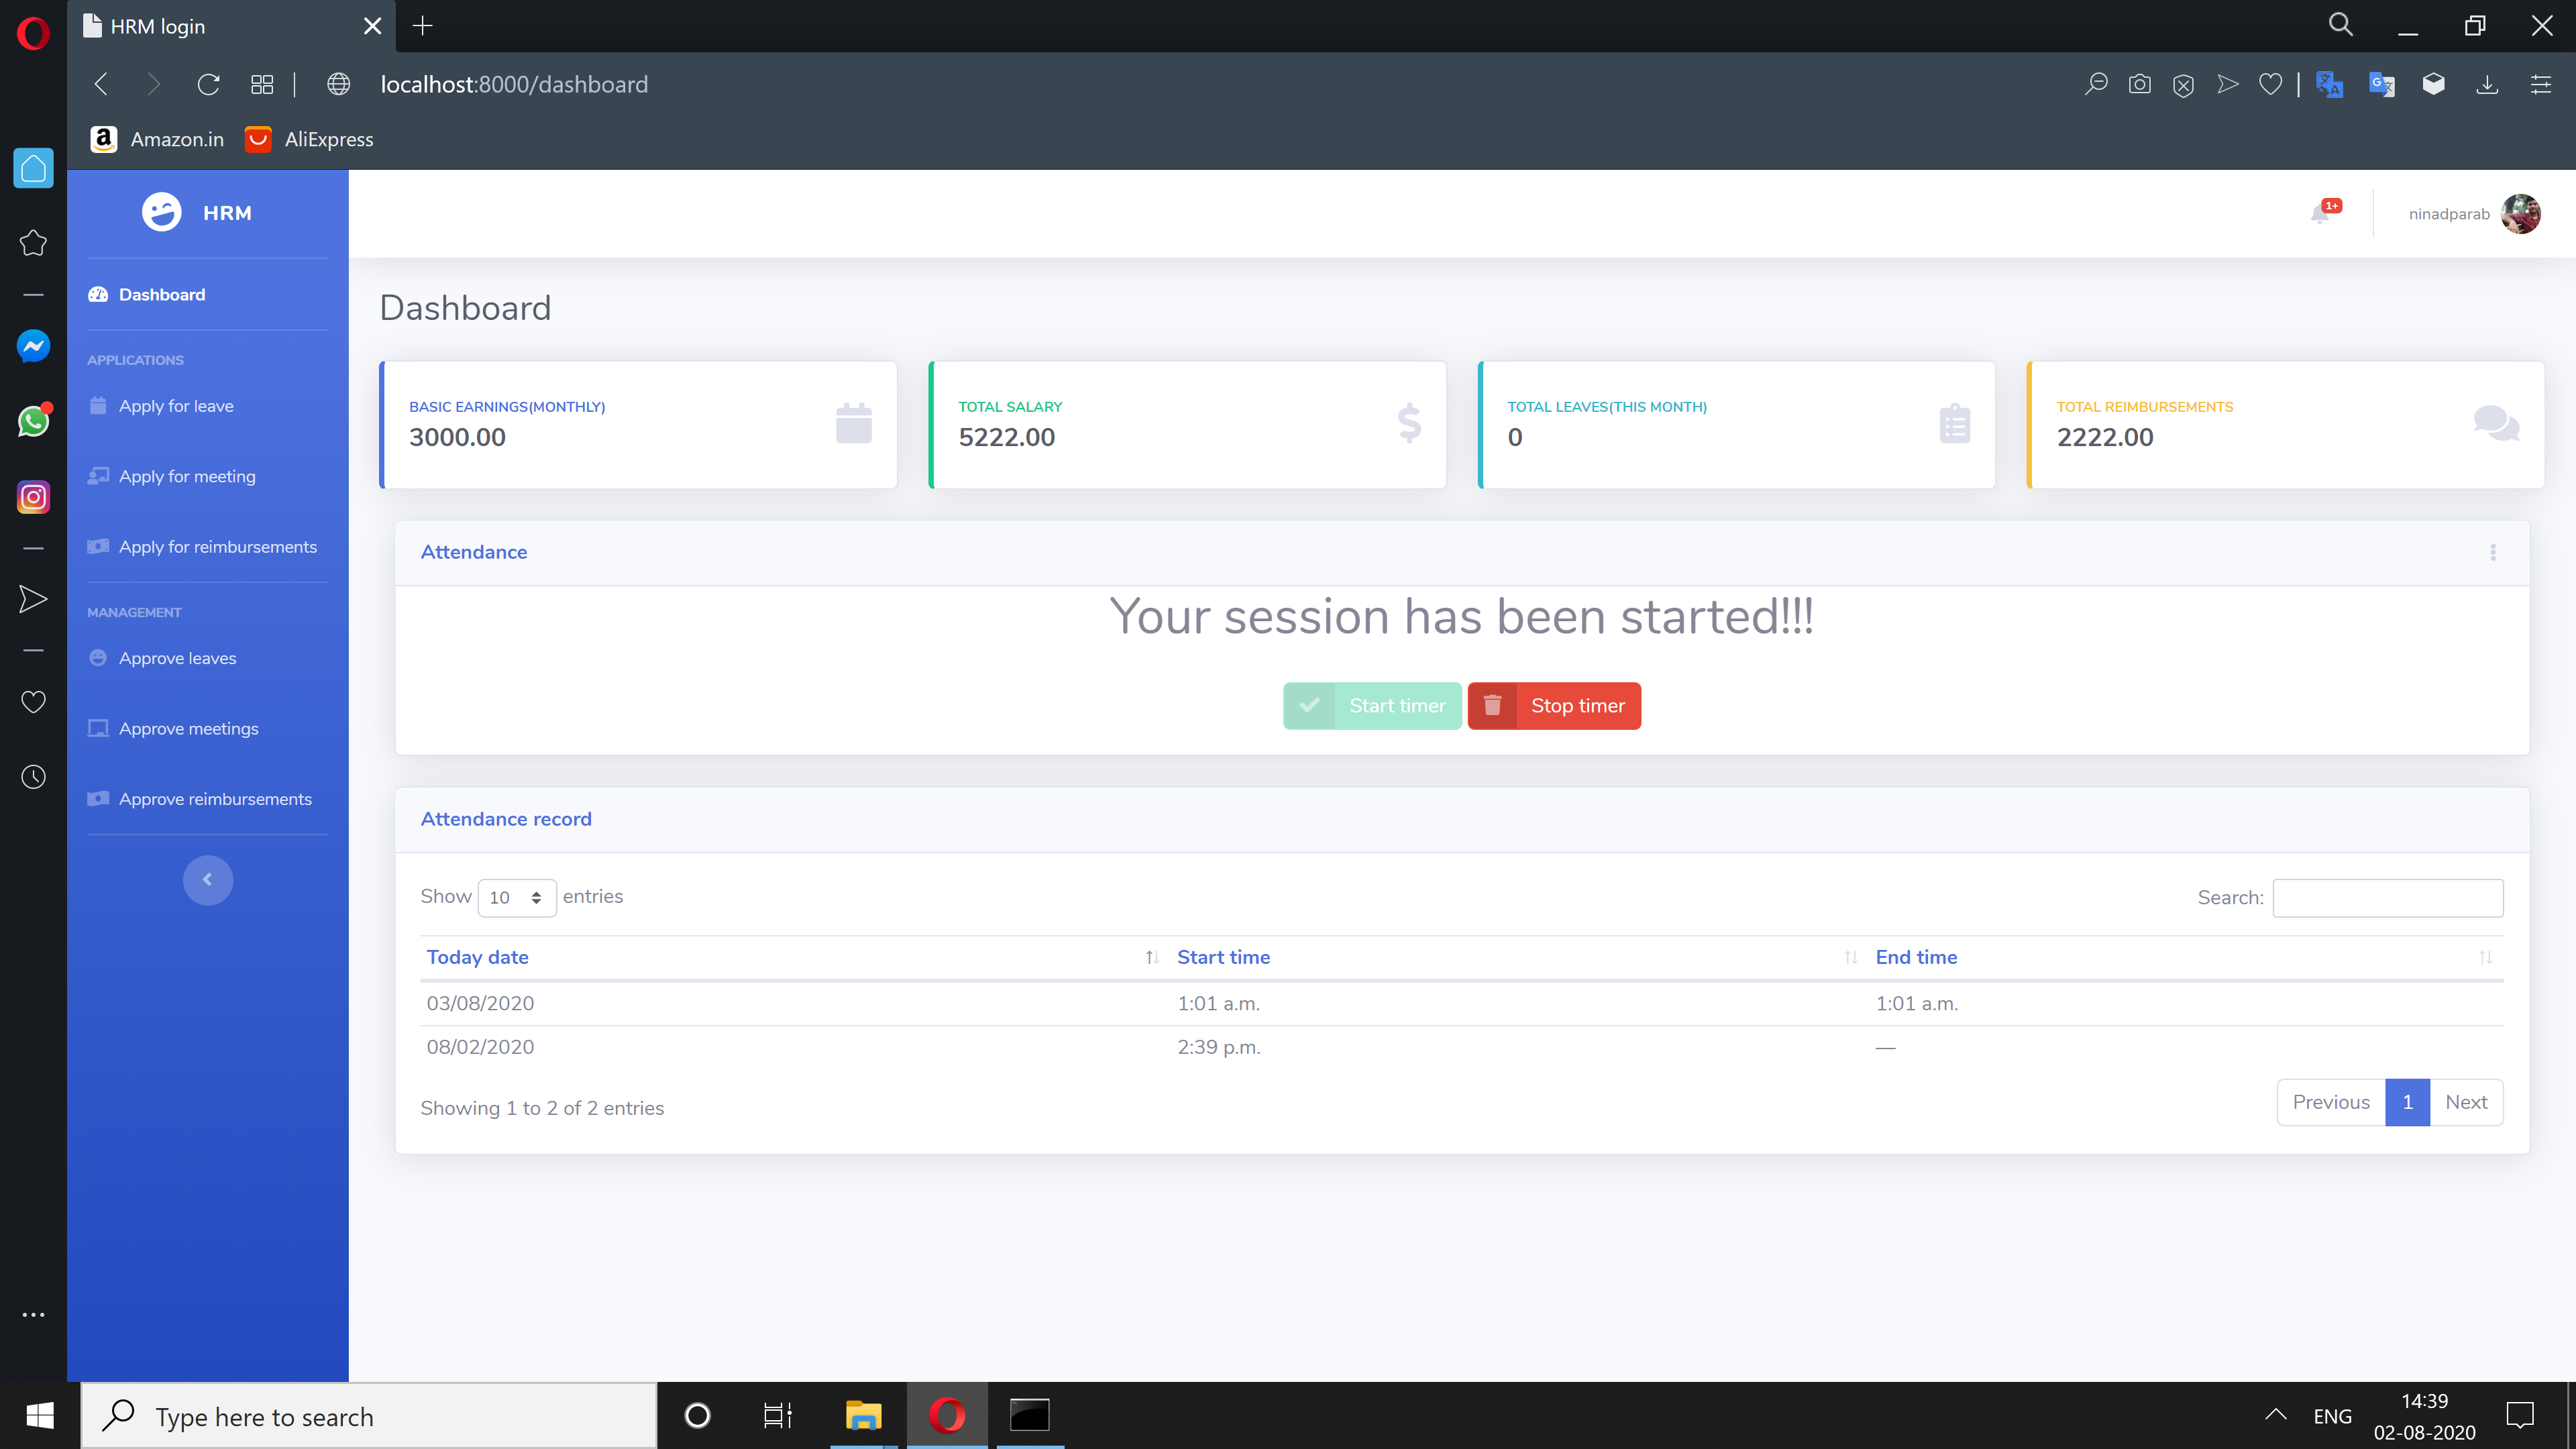 HRM login
localhost:8000/dashboard
Amazon.in AliExpress
HRM
1+
ninadparab
Dashboard
APPLICATIONS
Apply for leave
Apply for meeting
Apply for reimbursements
MANAGEMENT
Approve leaves
Approve meetings
Approve reimbursements
Dashboard
BASIC EARNINGS(MONTHLY)
3000.00
TOTAL SALARY
5222.00
TOTAL LEAVES(THIS MONTH)
0
TOTAL REIMBURSEMENTS
2222.00
Attendance
Your session has been started!!!
Start timer Stop timer
Attendance record
Show 10 entries Search:
Today date Start time End time
03/08/2020 1:01 a.m. 1:01 a.m.
08/02/2020 2:39 p.m. —
Showing 1 to 2 of 2 entries Previous 1 Next
Type here to search
ENG
14:39
02-08-2020